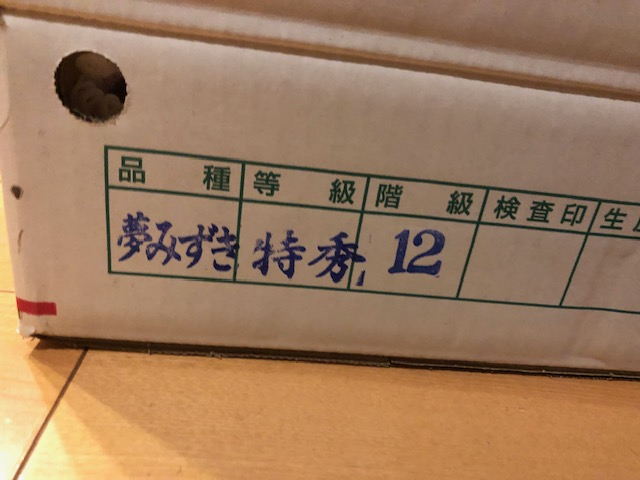 品種 等級 階級 検査印 生
夢みずき 特秀 12